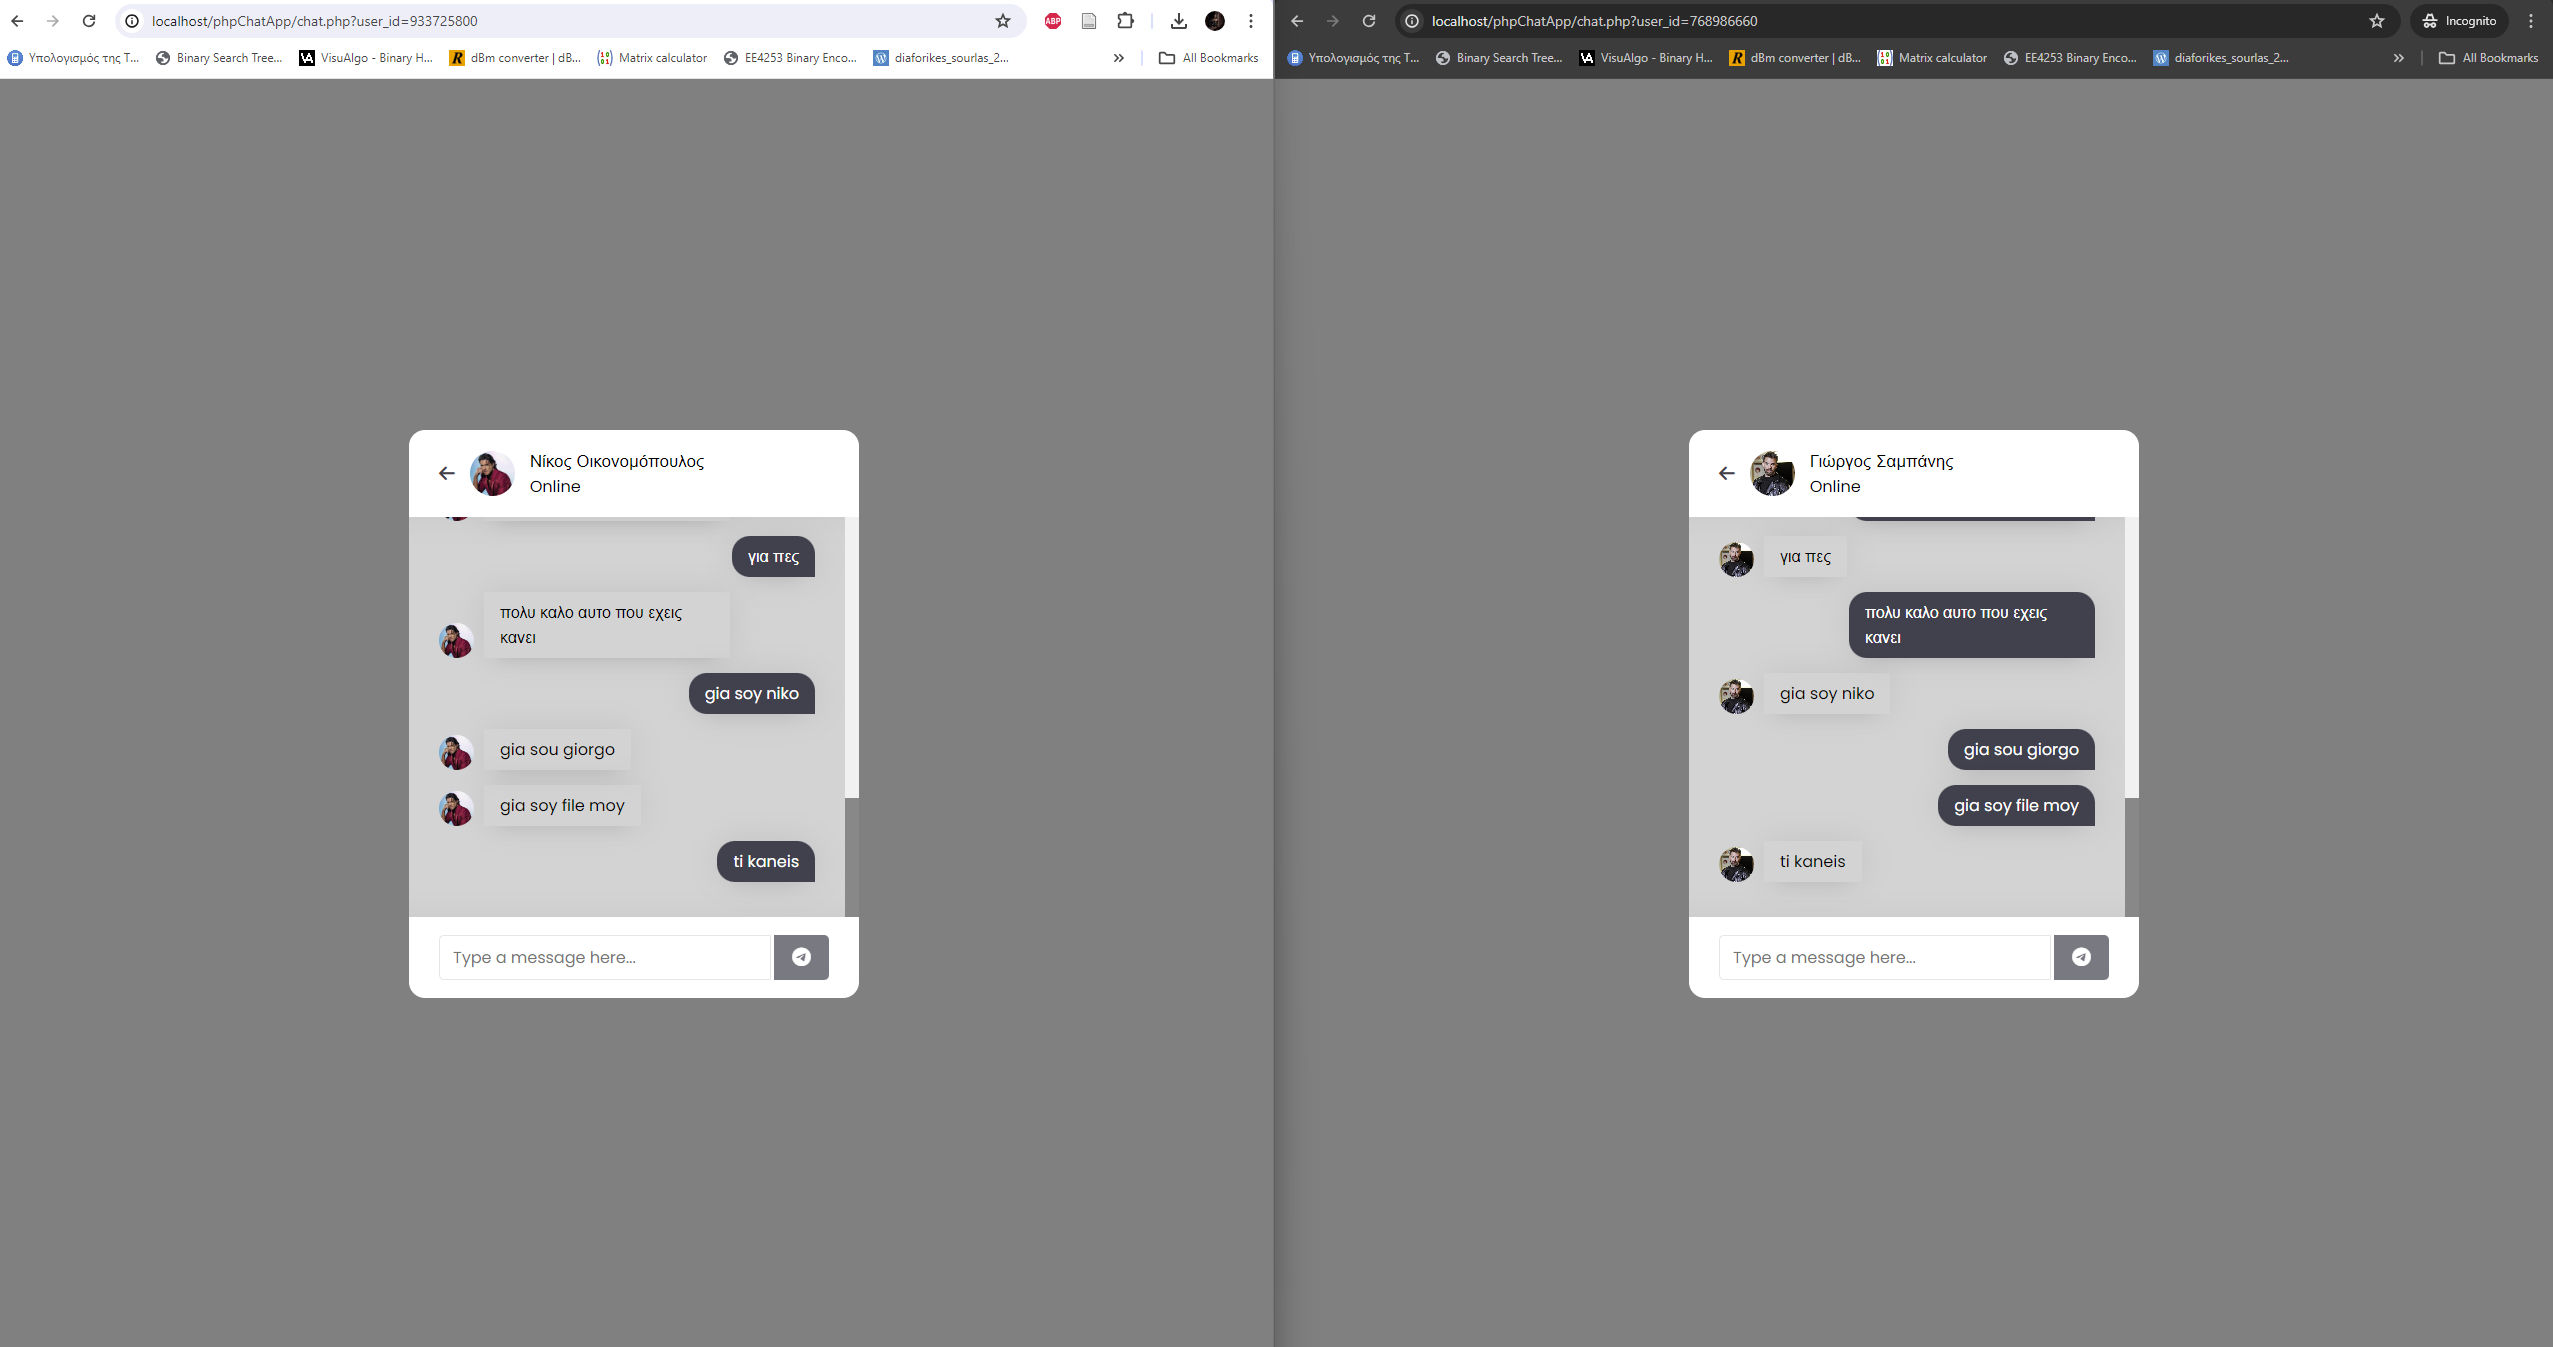 localhost/phpChatApp/chat.php?user_id=933725800
ABP
Υπολογισμός της Τ...
Binary Search Tree...
VisuAlgo - Binary H...
dBm converter | dB...
Matrix calculator
EE4253 Binary Enco...
diaforikes_sourlas_2...
All Bookmarks
Νίκος Οικονομόπουλος
Online
για πες
πολυ καλο αυτο που εχεις
κανει
gia soy niko
gia sou giorgo
gia soy file moy
ti kaneis
Type a message here...
localhost/phpChatApp/chat.php?user_id=768986660
Incognito
Υπολογισμός της Τ...
Binary Search Tree...
VisuAlgo - Binary H...
dBm converter | dB...
Matrix calculator
EE4253 Binary Enco...
diaforikes_sourlas_2...
All Bookmarks
Γιώργος Σαμπάνης
Online
για πες
πολυ καλο αυτο που εχεις
κανει
gia soy niko
gia sou giorgo
gia soy file moy
ti kaneis
Type a message here...